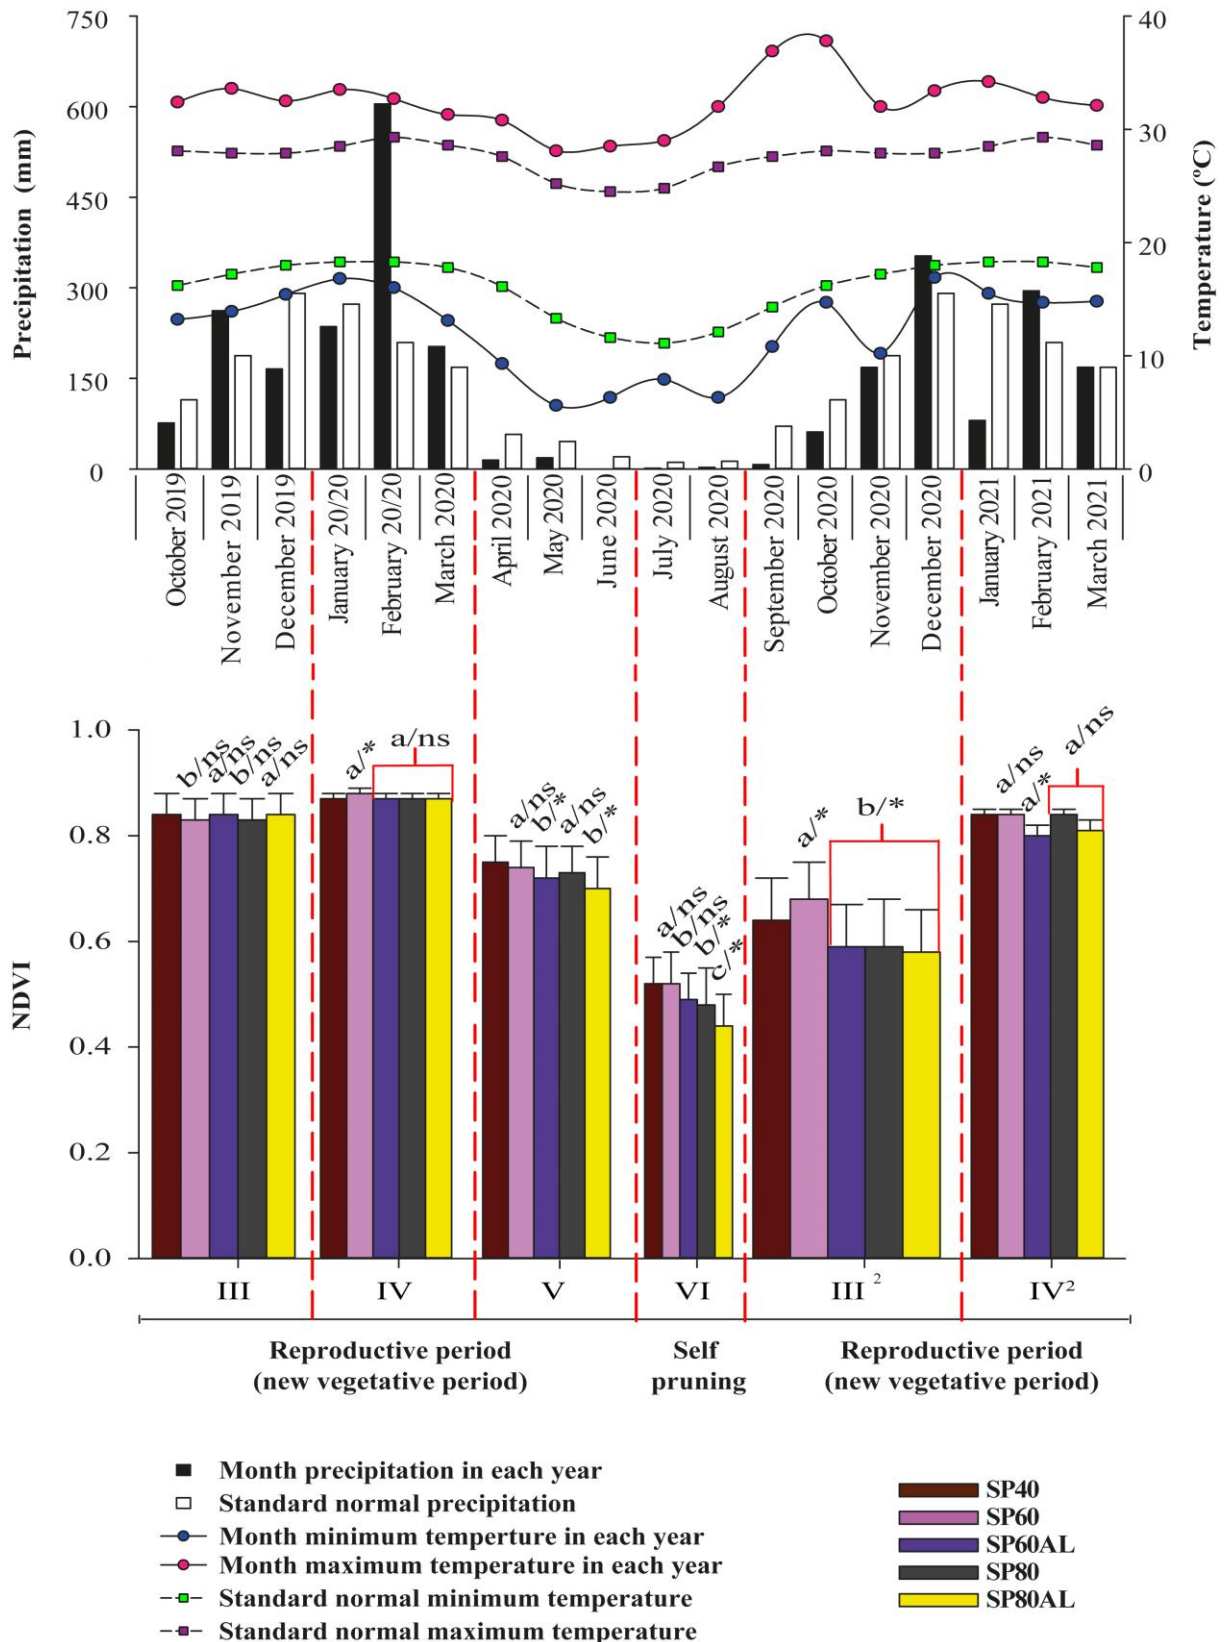 750
600
450
300
150
0
Precipitation (mm)
40
30
20
10
0
Temperature (ºC)
October 2019
November 2019
December 2019
January 20/20
February 20/20
March 2020
April 2020
May 2020
June 2020
July 2020
August 2020
September 2020
October 2020
November 2020
December 2020
January 2021
February 2021
March 2021
1.0
0.8
0.6
0.4
0.2
0.0
NDVI
b/ns
a/ns
b/ns
a/ns
a/*
a/ns
a/ns
b/*
a/ns
b/*
a/ns
b/ns
b/*
c/*
a/*
b/*
a/ns
a/*
a/ns
III
IV
V
VI
III ²
IV²
Reproductive period
(new vegetative period)
Self
pruning
Reproductive period
(new vegetative period)
Month precipitation in each year
Standard normal precipitation
Month minimum temperture in each year
Month maximum temperature in each year
Standard normal minimum temperature
Standard normal maximum temperature
SP40
SP60
SP60AL
SP80
SP80AL